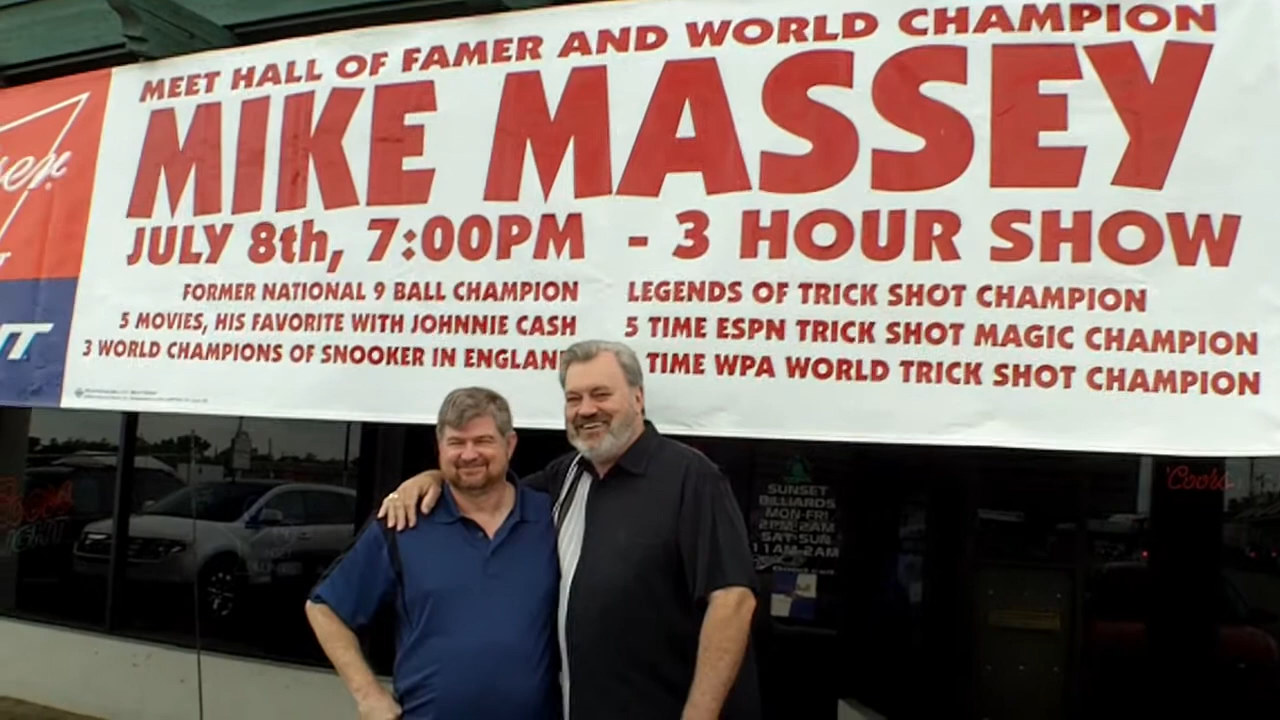 MEET HALL OF FAMER AND WORLD CHAMPION
MIKE MASSEY
JULY 8th, 7:00PM - 3 HOUR SHOW
FORMER NATIONAL 9 BALL CHAMPION
5 MOVIES, HIS FAVORITE WITH JOHNNIE CASH
3 WORLD CHAMPIONS OF SNOOKER IN ENGLAN
LEGENDS OF TRICK SHOT CHAMPION
5 TIME ESPN TRICK SHOT MAGIC CHAMPION
TIME WPA WORLD TRICK SHOT CHAMPION
SUNSET
BILLIARDS
MON-FRI
2PM-2AM
SAT-SUN
11AM-2AM
Coors